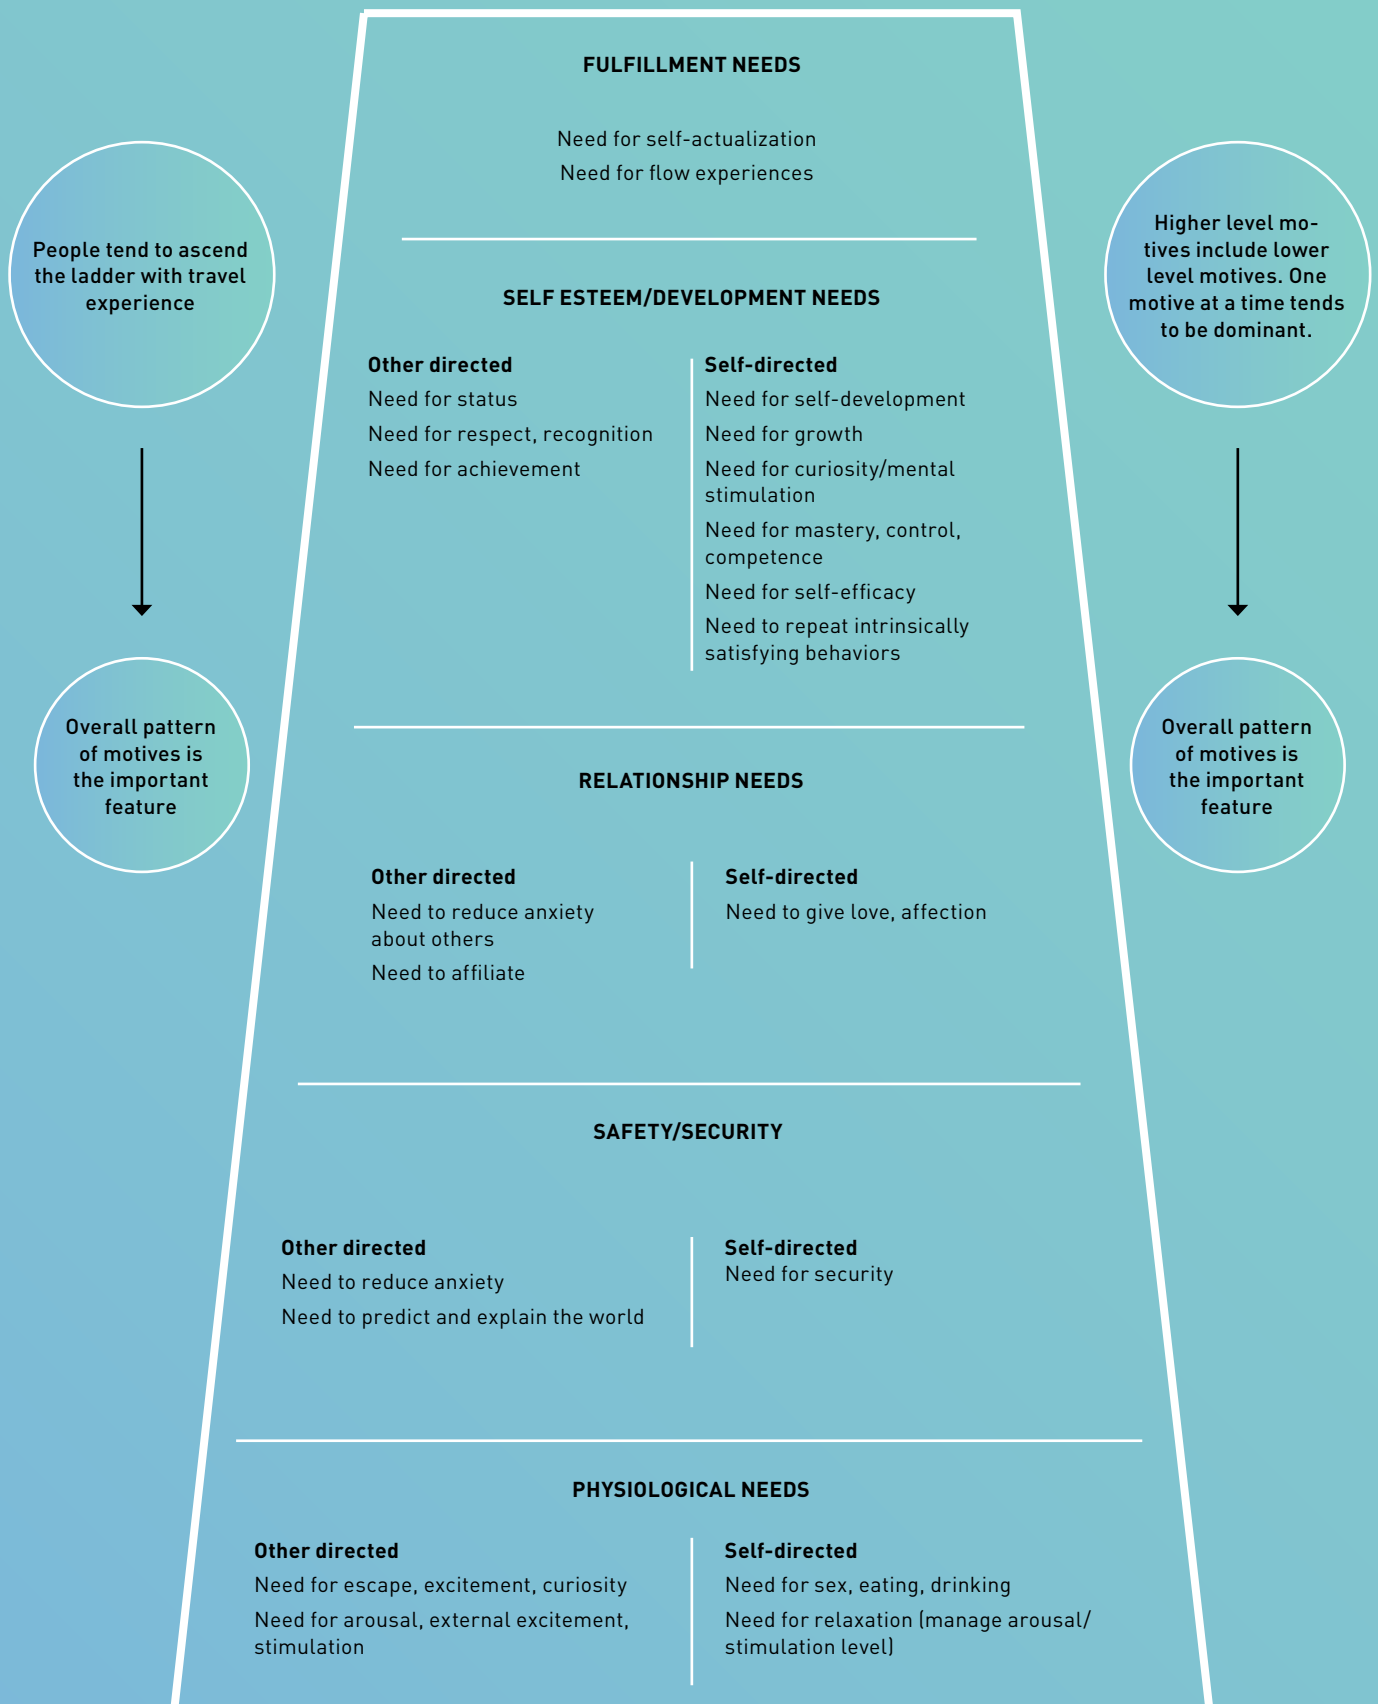 FULFILLMENT NEEDS
Need for self-actualization
Need for flow experiences
People tend to ascend
the ladder with travel
experience
Higher level mo-
tives include lower
level motives. One
motive at a time tends
to be dominant.
SELF ESTEEM/DEVELOPMENT NEEDS
Other directed
Need for status
Need for respect, recognition
Need for achievement
Self-directed
Need for self-development
Need for growth
Need for curiosity/mental
stimulation
Need for mastery, control,
competence
Need for self-efficacy
Need to repeat intrinsically
satisfying behaviors
Overall pattern
of motives is
the important
feature
Overall pattern
of motives is
the important
feature
RELATIONSHIP NEEDS
Other directed
Need to reduce anxiety
about others
Need to affiliate
Self-directed
Need to give love, affection
SAFETY/SECURITY
Other directed
Need to reduce anxiety
Need to predict and explain the world
Self-directed
Need for security
PHYSIOLOGICAL NEEDS
Other directed
Need for escape, excitement, curiosity
Need for arousal, external excitement,
stimulation
Self-directed
Need for sex, eating, drinking
Need for relaxation (manage arousal/
stimulation level)